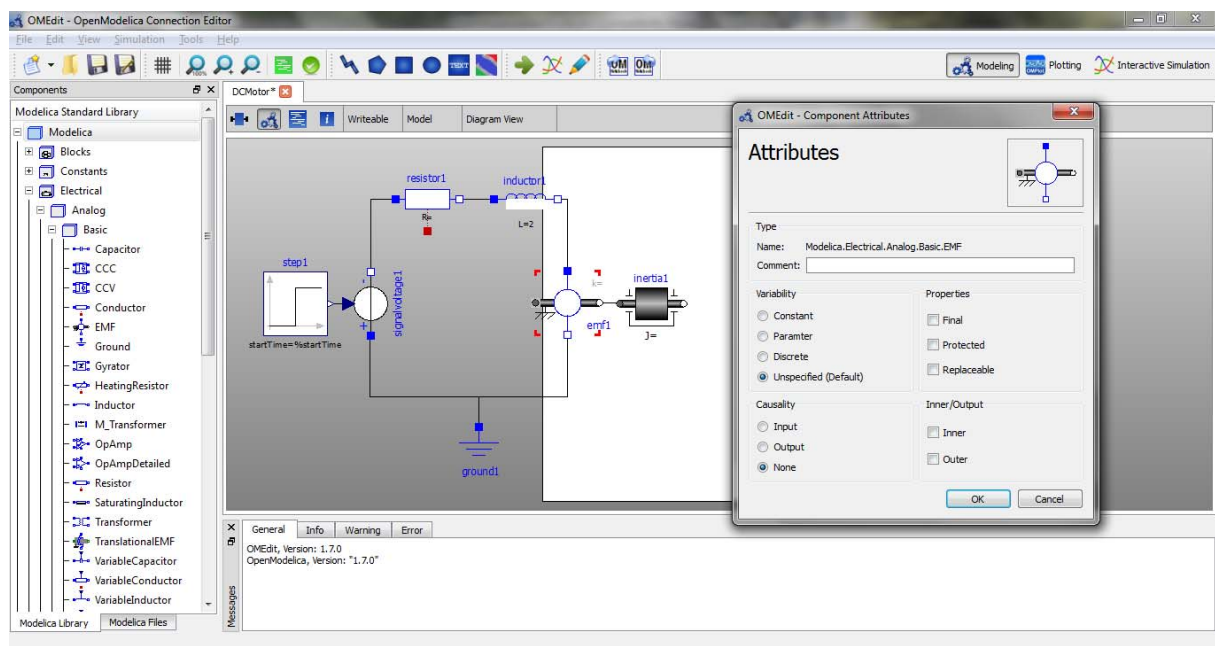 OMEdit - OpenModelica Connection Editor
File Edit View Simulation Tools Help
100%
TEXT
OM
OM
Modeling
OMPlot
Plotting
Interactive Simulation
Components
DCMotor*
Modelica Standard Library
Modelica
Blocks
Constants
Electrical
Analog
Basic
Capacitor
CCC
CCV
Conductor
EMF
Ground
Gyrator
HeatingResistor
Inductor
M_Transformer
OpAmp
OpAmpDetailed
Resistor
SaturatingInductor
Transformer
TranslationalEMF
VariableCapacitor
VariableConductor
VariableInductor
Modelica Library Modelica Files
Writeable Model Diagram View
resistor1
R=
inductor1
L=2
step1
startTime=%startTime
-
+
signalvoltage1
k=
emf1
inertia1
J=
ground1
OMEdit - Component Attributes
Attributes
Type
Name: Modelica.Electrical.Analog.Basic.EMF
Comment:
Variability
Constant
Paramter
Discrete
Unspecified (Default)
Properties
Final
Protected
Replaceable
Causality
Input
Output
None
Inner/Output
Inner
Outer
OK Cancel
Messages
General Info Warning Error
OMEdit, Version: 1.7.0
OpenModelica, Version: "1.7.0"